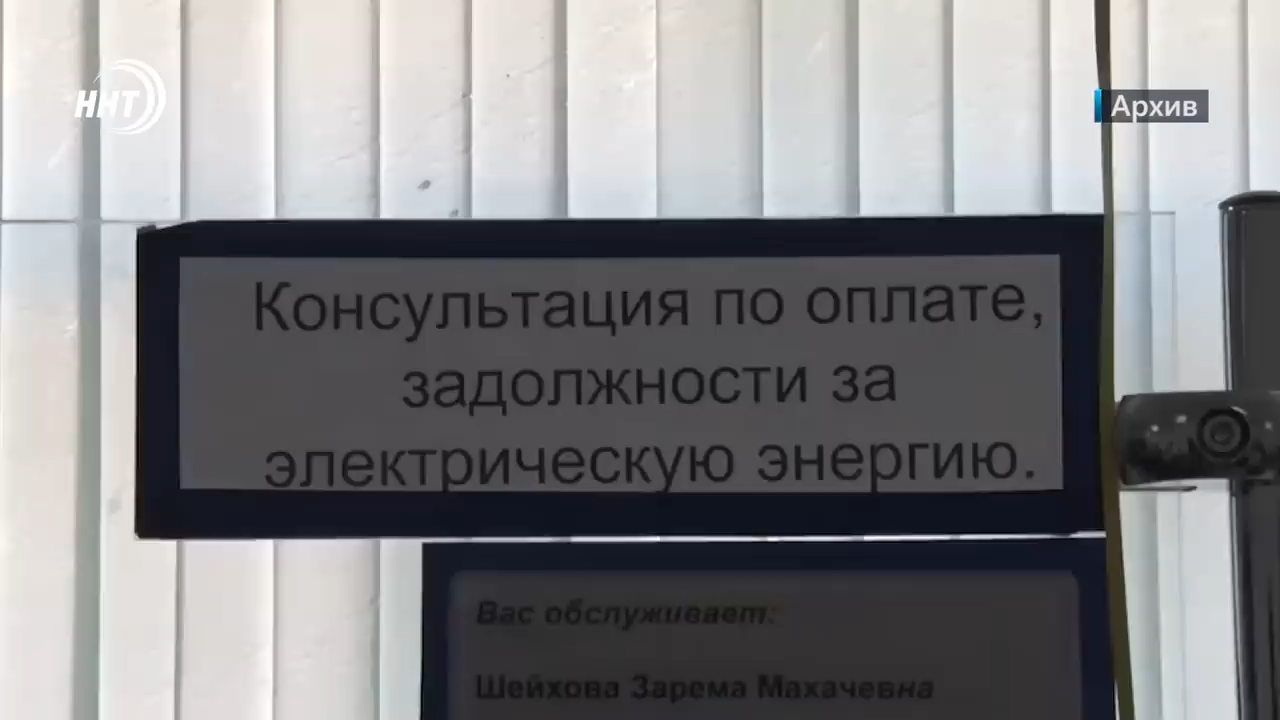 ННТ
Архив
Консультация по оплате,
задолжности за
электрическую энергию.
Вас обслуживает:
Шейхова Зарема Махачевна